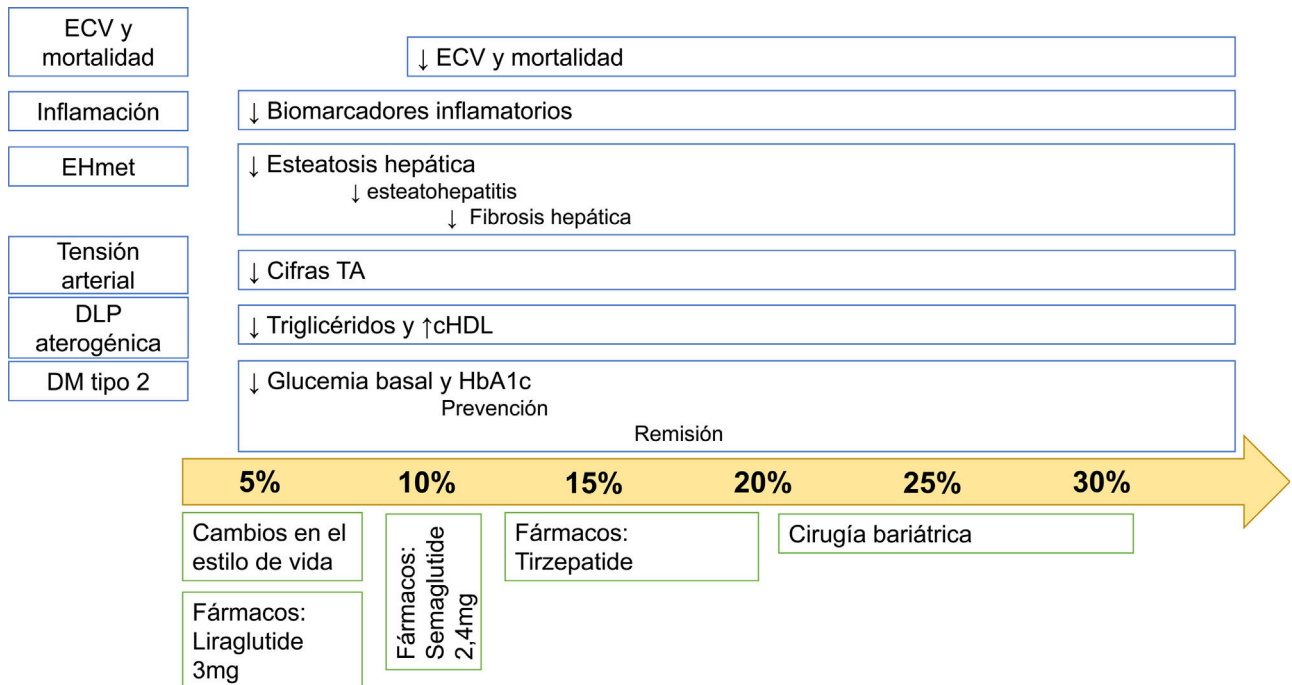 ECV y
mortalidad
↓ ECV y mortalidad
Inflamación
↓ Biomarcadores inflamatorios
EHmet
↓ Esteatosis hepática
↓ esteatohepatitis
↓ Fibrosis hepática
Tensión
arterial
↓ Cifras TA
DLP
aterogénica
↓ Triglicéridos y ↑cHDL
DM tipo 2
↓ Glucemia basal y HbA1c
Prevención
Remisión
5% 10% 15% 20% 25% 30%
Cambios en el
estilo de vida
Fármacos:
Liraglutide
3mg
Fármacos:
Semaglutide
2,4mg
Fármacos:
Tirzepatide
Cirugía bariátrica